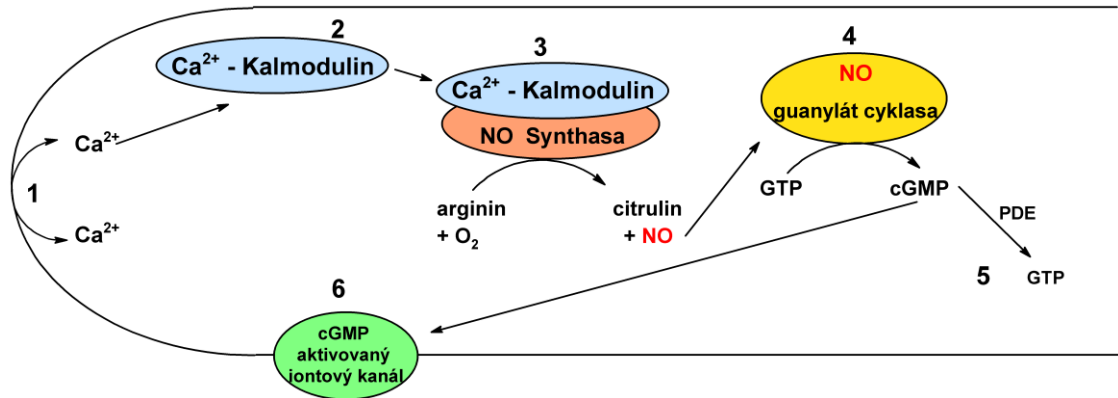 2
Ca²⁺ - Kalmodulin
3
Ca²⁺ - Kalmodulin
NO Synthasa
4
NO
guanylát cyklasa
Ca²⁺
1
Ca²⁺
arginin
+ O₂
citrulin
+ NO
GTP
cGMP
PDE
5
GTP
6
cGMP
aktivovaný
iontový kanál